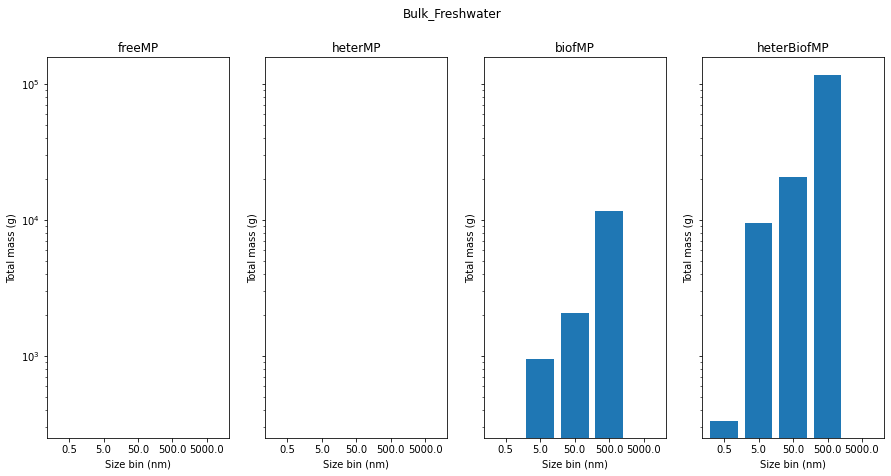 Bulk_Freshwater
freeMP
heterMP
biofMP
heterBiofMP
10^5
10^4
10^3
Total mass (g)
Total mass (g)
Total mass (g)
Total mass (g)
0.5 5.0 50.0 500.0 5000.0
0.5 5.0 50.0 500.0 5000.0
0.5 5.0 50.0 500.0 5000.0
0.5 5.0 50.0 500.0 5000.0
Size bin (nm)
Size bin (nm)
Size bin (nm)
Size bin (nm)